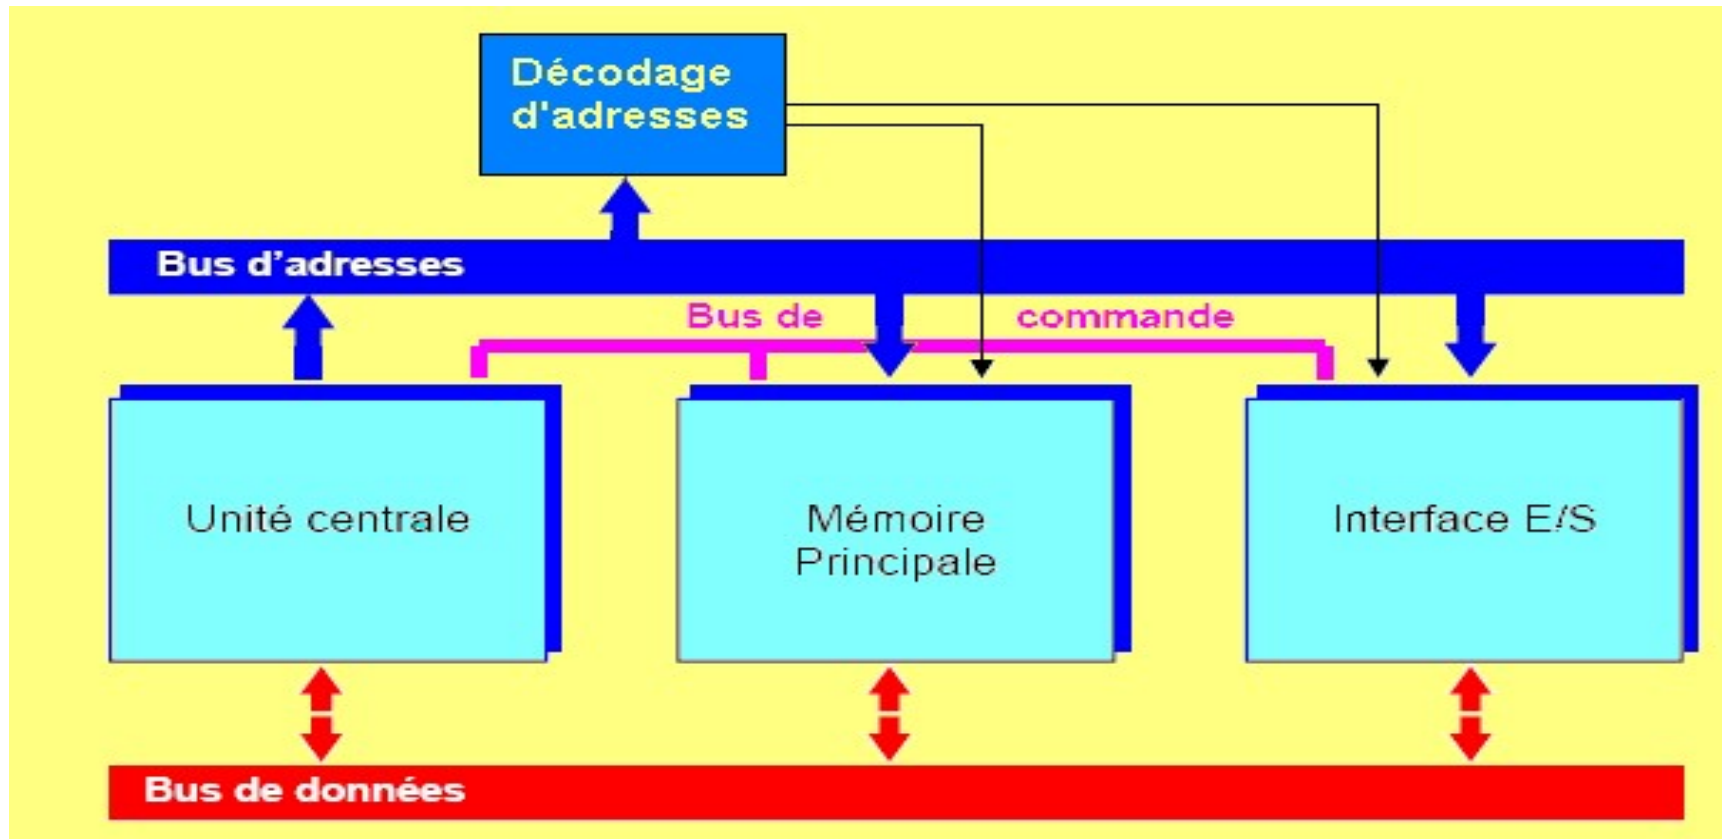 Décodage
d'adresses
Bus d’adresses
Bus de commande
Unité centrale
Mémoire
Principale
Interface E/S
Bus de données